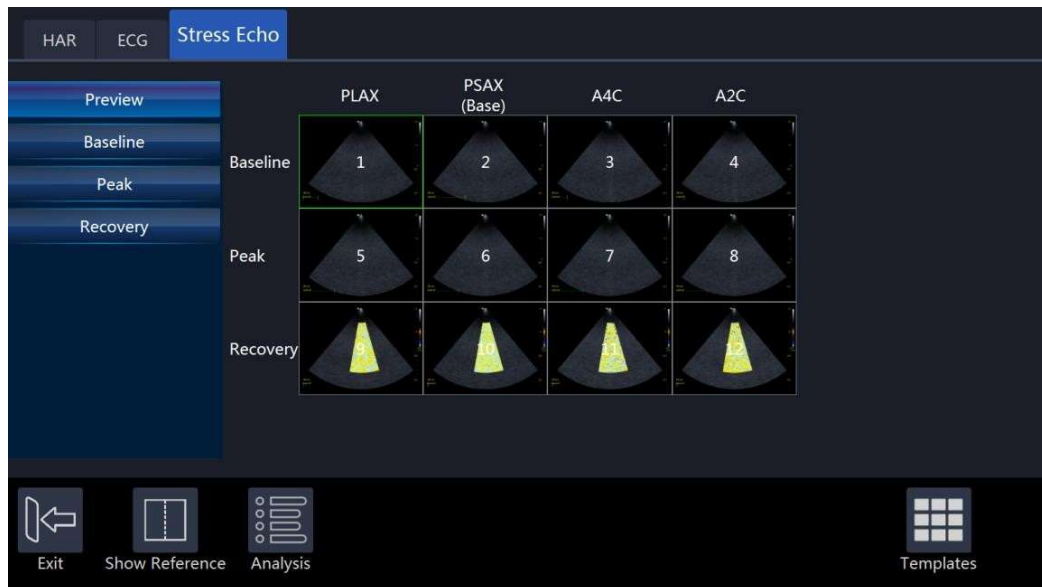 HAR ECG Stress Echo
Preview
Baseline
Peak
Recovery
PLAX PSAX (Base) A4C A2C
Baseline 1 2 3 4
Peak 5 6 7 8
Recovery 9 10 11 12
Exit Show Reference Analysis Templates